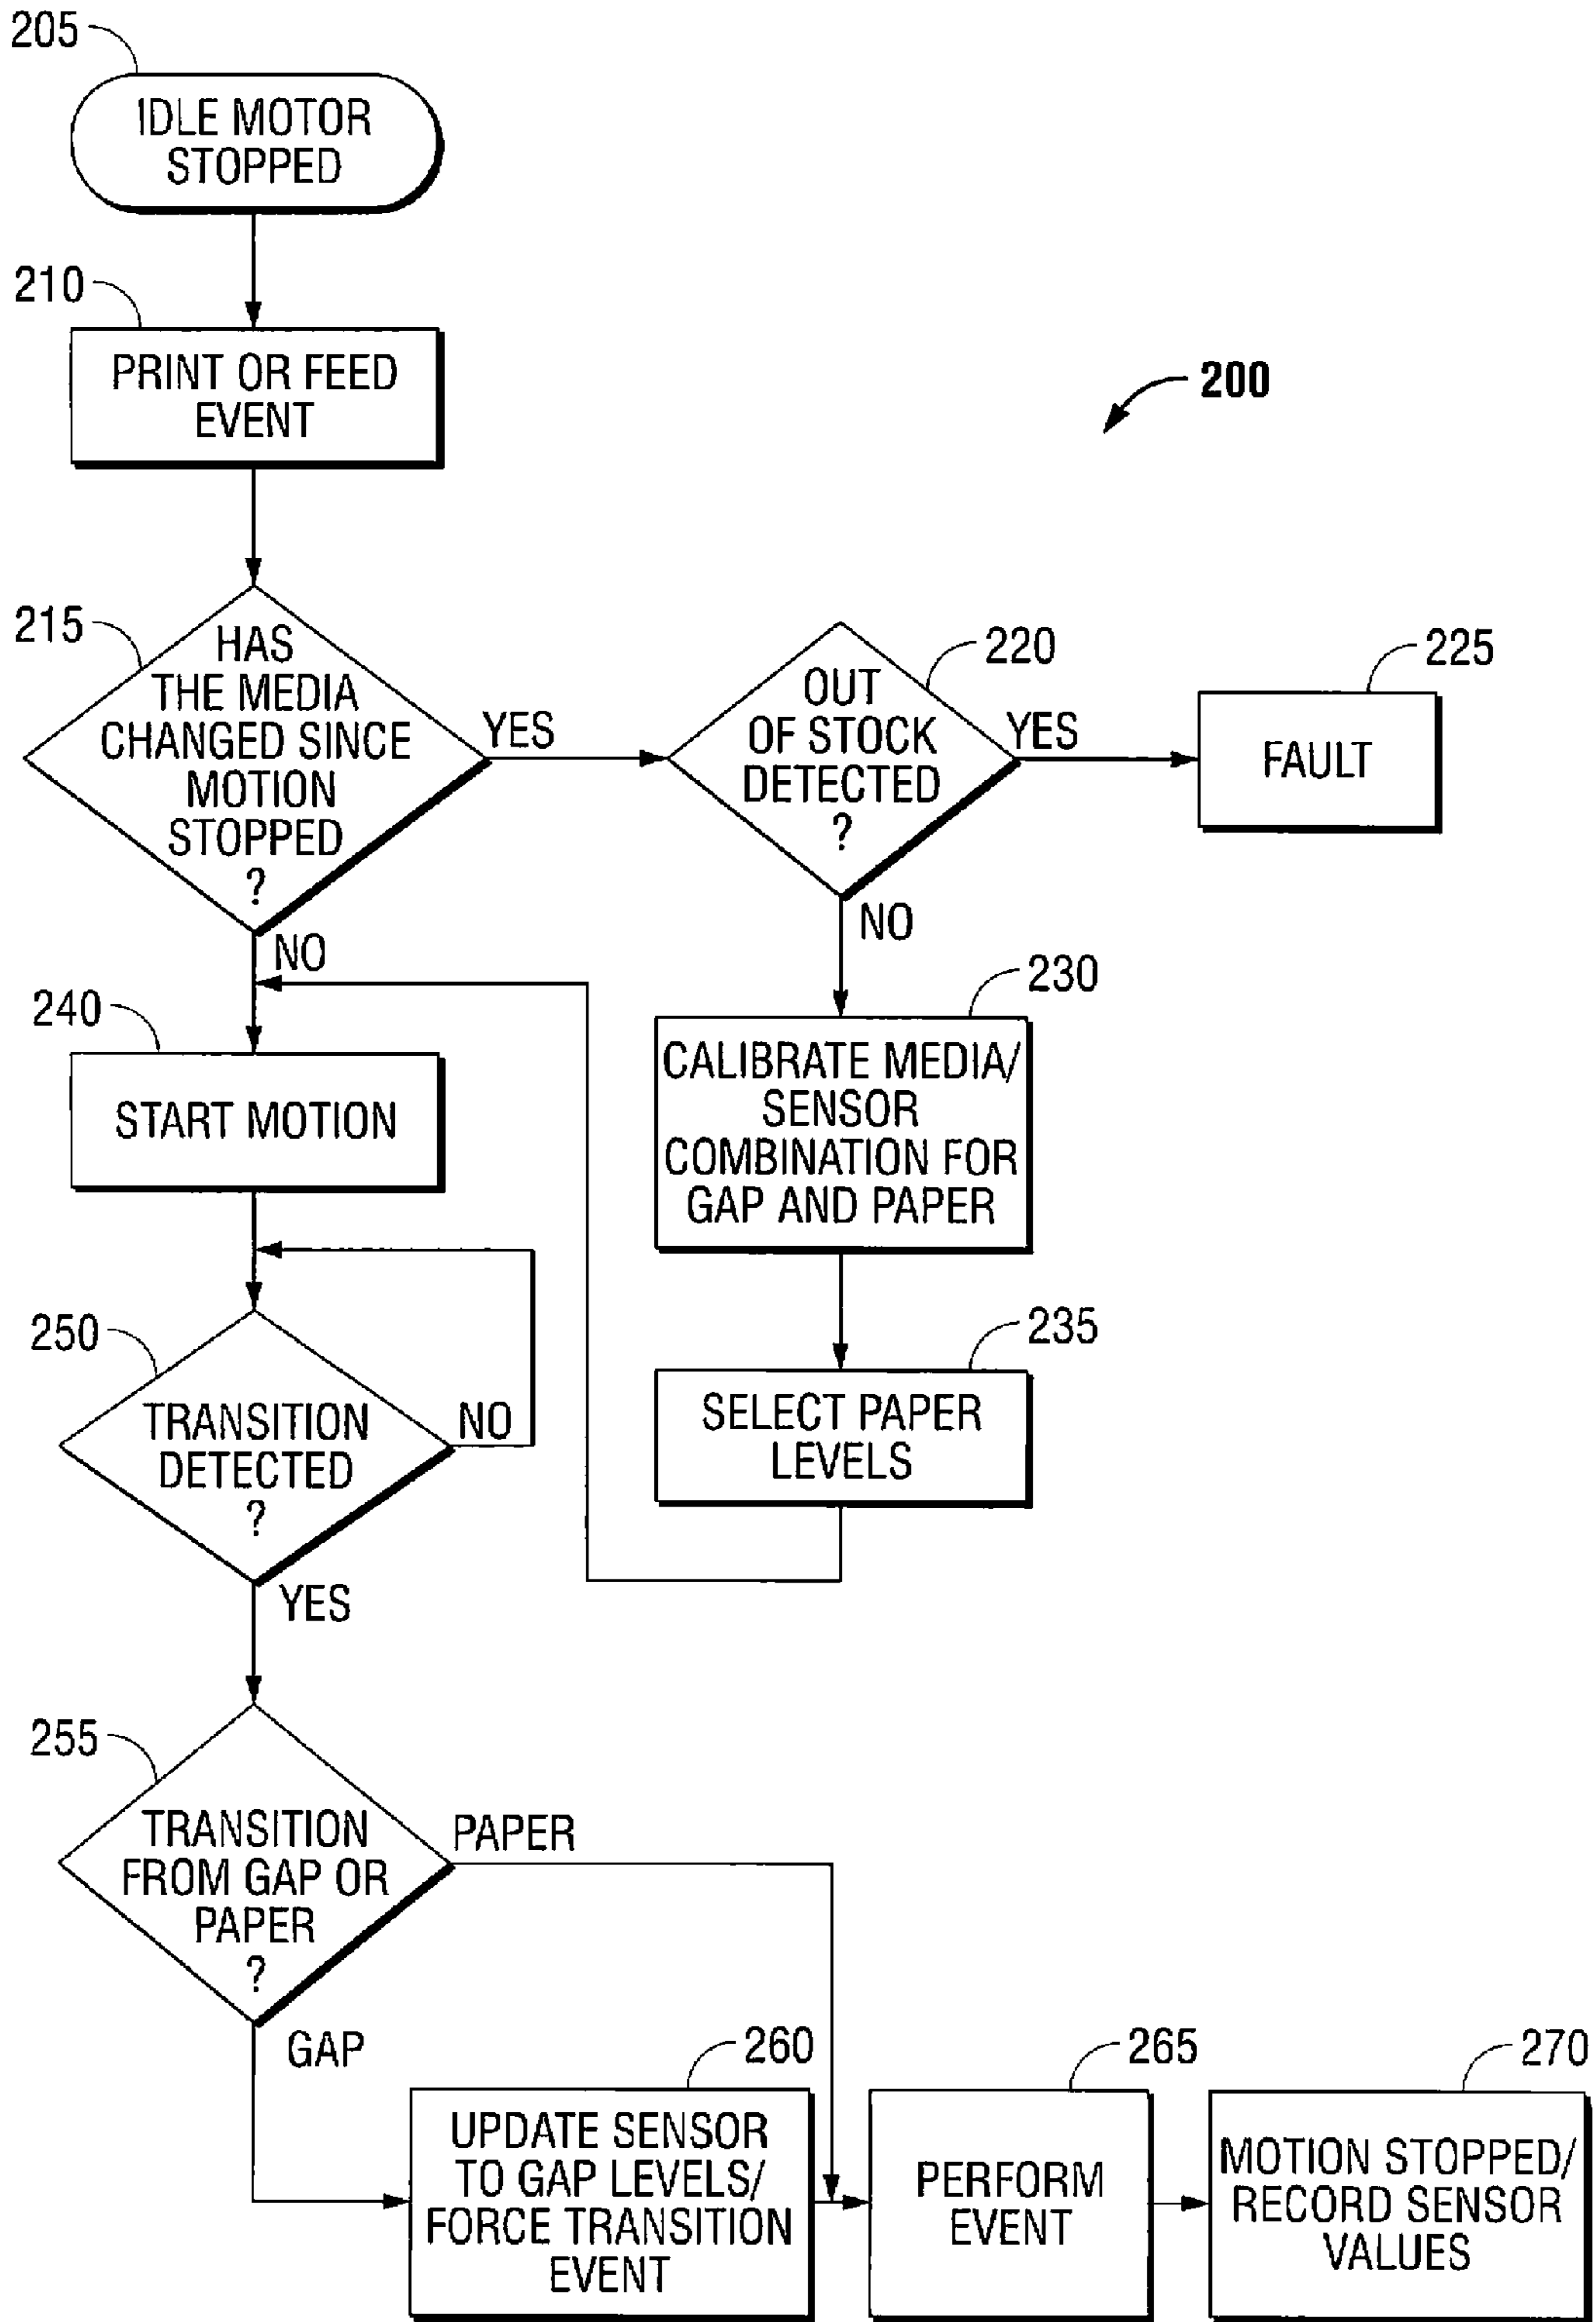 205
IDLE MOTOR
STOPPED
210
PRINT OR FEED
EVENT
200
215
HAS
THE MEDIA
CHANGED SINCE
MOTION
STOPPED
?
YES
NO
220
OUT
OF STOCK
DETECTED
?
YES
NO
225
FAULT
230
CALIBRATE MEDIA/
SENSOR
COMBINATION FOR
GAP AND PAPER
235
SELECT PAPER
LEVELS
240
START MOTION
250
TRANSITION
DETECTED
?
NO
YES
255
TRANSITION
FROM GAP OR
PAPER
?
PAPER
GAP
260
UPDATE SENSOR
TO GAP LEVELS/
FORCE TRANSITION
EVENT
265
PERFORM
EVENT
270
MOTION STOPPED/
RECORD SENSOR
VALUES